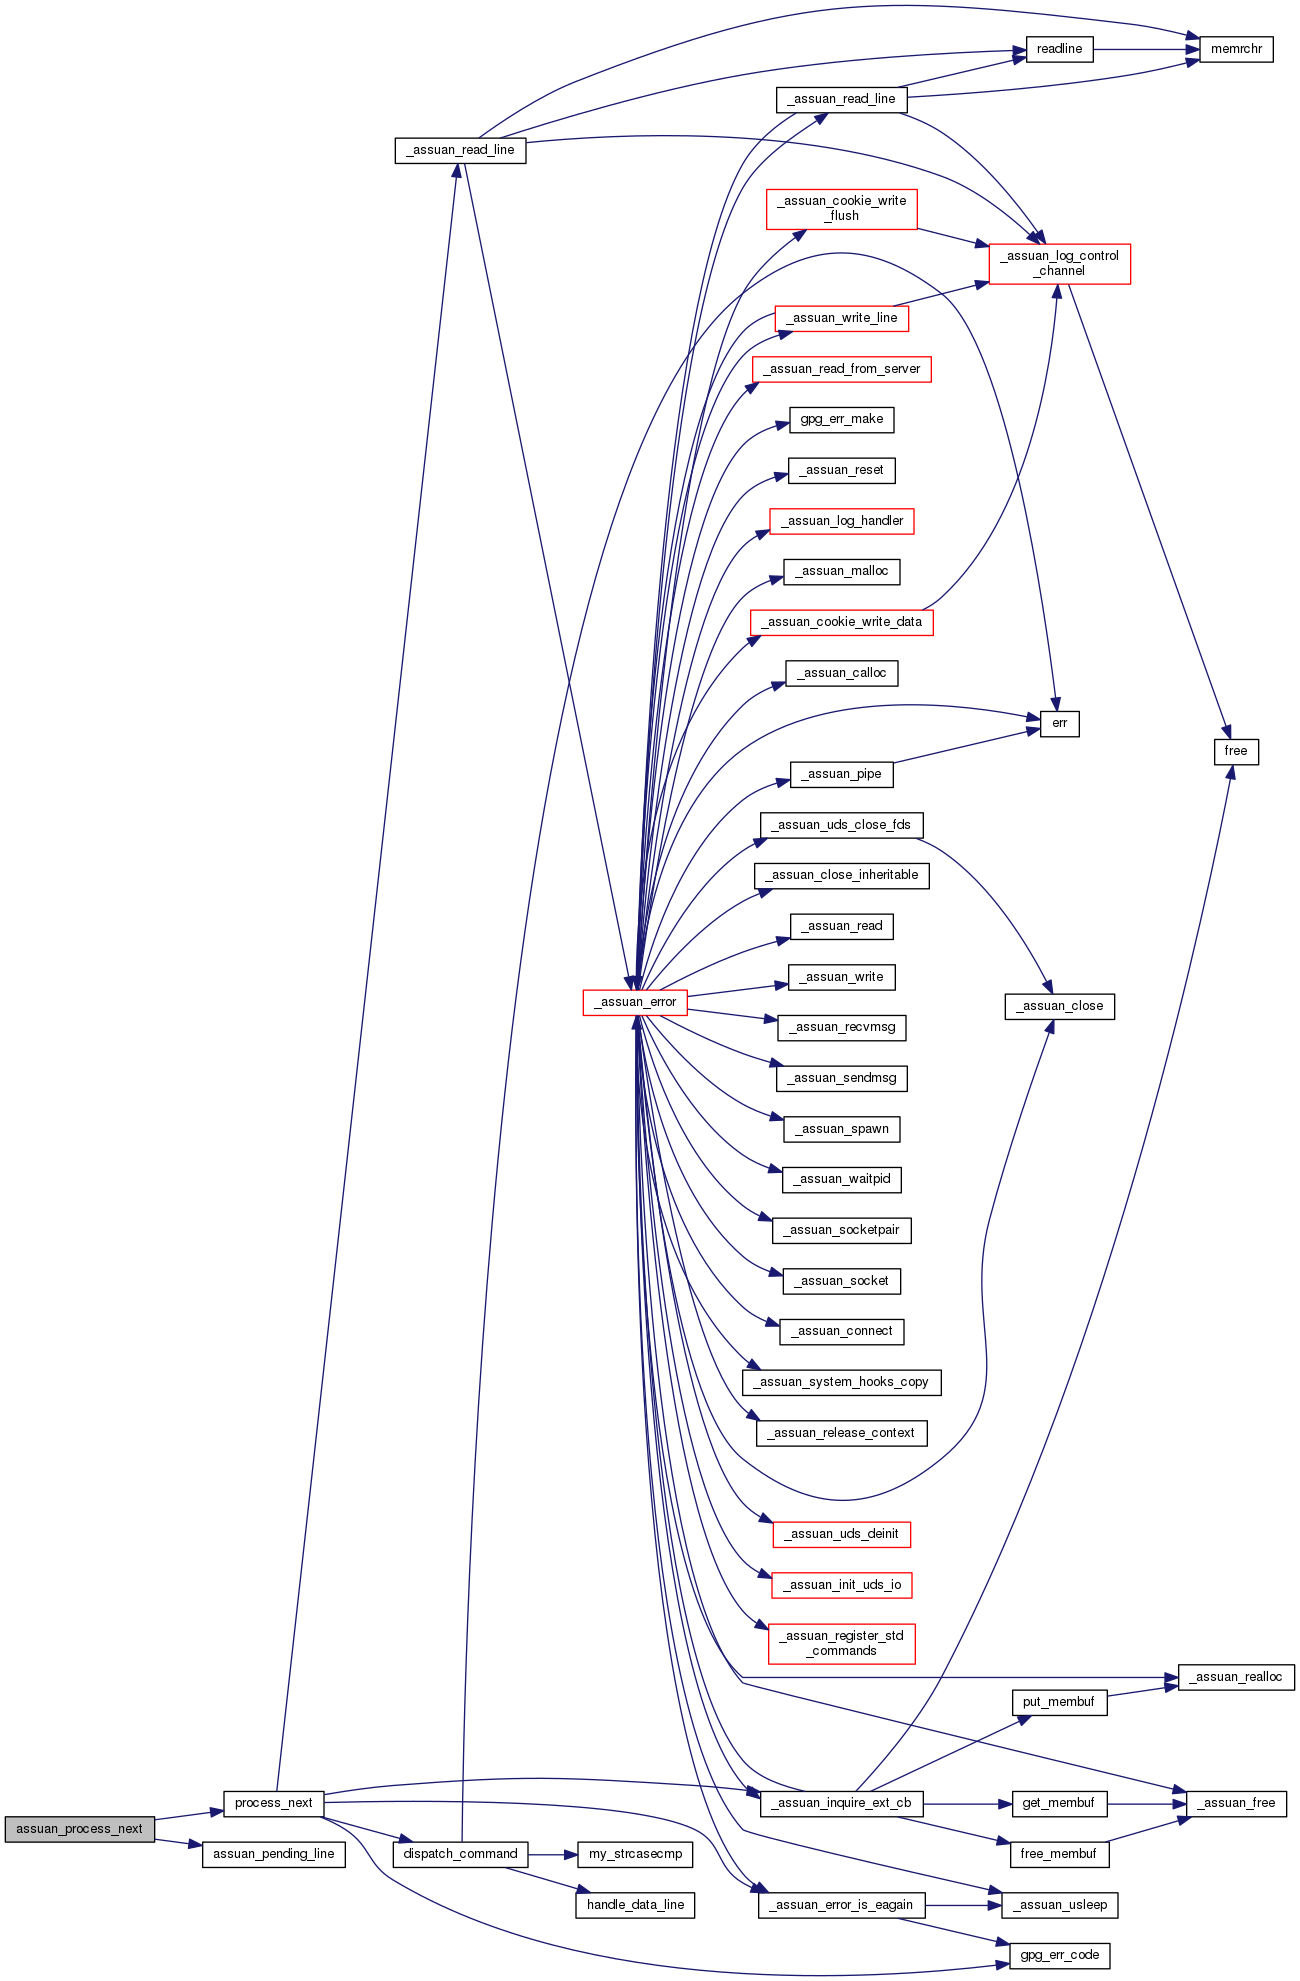 readline
memrchr
_assuan_read_line
_assuan_read_line
_assuan_cookie_write
_flush
_assuan_log_control
_channel
_assuan_write_line
_assuan_read_from_server
gpg_err_make
_assuan_reset
_assuan_log_handler
_assuan_malloc
_assuan_cookie_write_data
_assuan_calloc
err
free
_assuan_pipe
_assuan_uds_close_fds
_assuan_close_inheritable
_assuan_read
_assuan_write
_assuan_error
_assuan_close
_assuan_recvmsg
_assuan_sendmsg
_assuan_spawn
_assuan_waitpid
_assuan_socketpair
_assuan_socket
_assuan_connect
_assuan_system_hooks_copy
_assuan_release_context
_assuan_uds_deinit
_assuan_init_uds_io
_assuan_register_std
_commands
_assuan_realloc
put_membuf
process_next
_assuan_inquire_ext_cb
get_membuf
_assuan_free
assuan_process_next
assuan_pending_line
dispatch_command
my_strcasecmp
free_membuf
handle_data_line
_assuan_error_is_eagain
_assuan_usleep
gpg_err_code